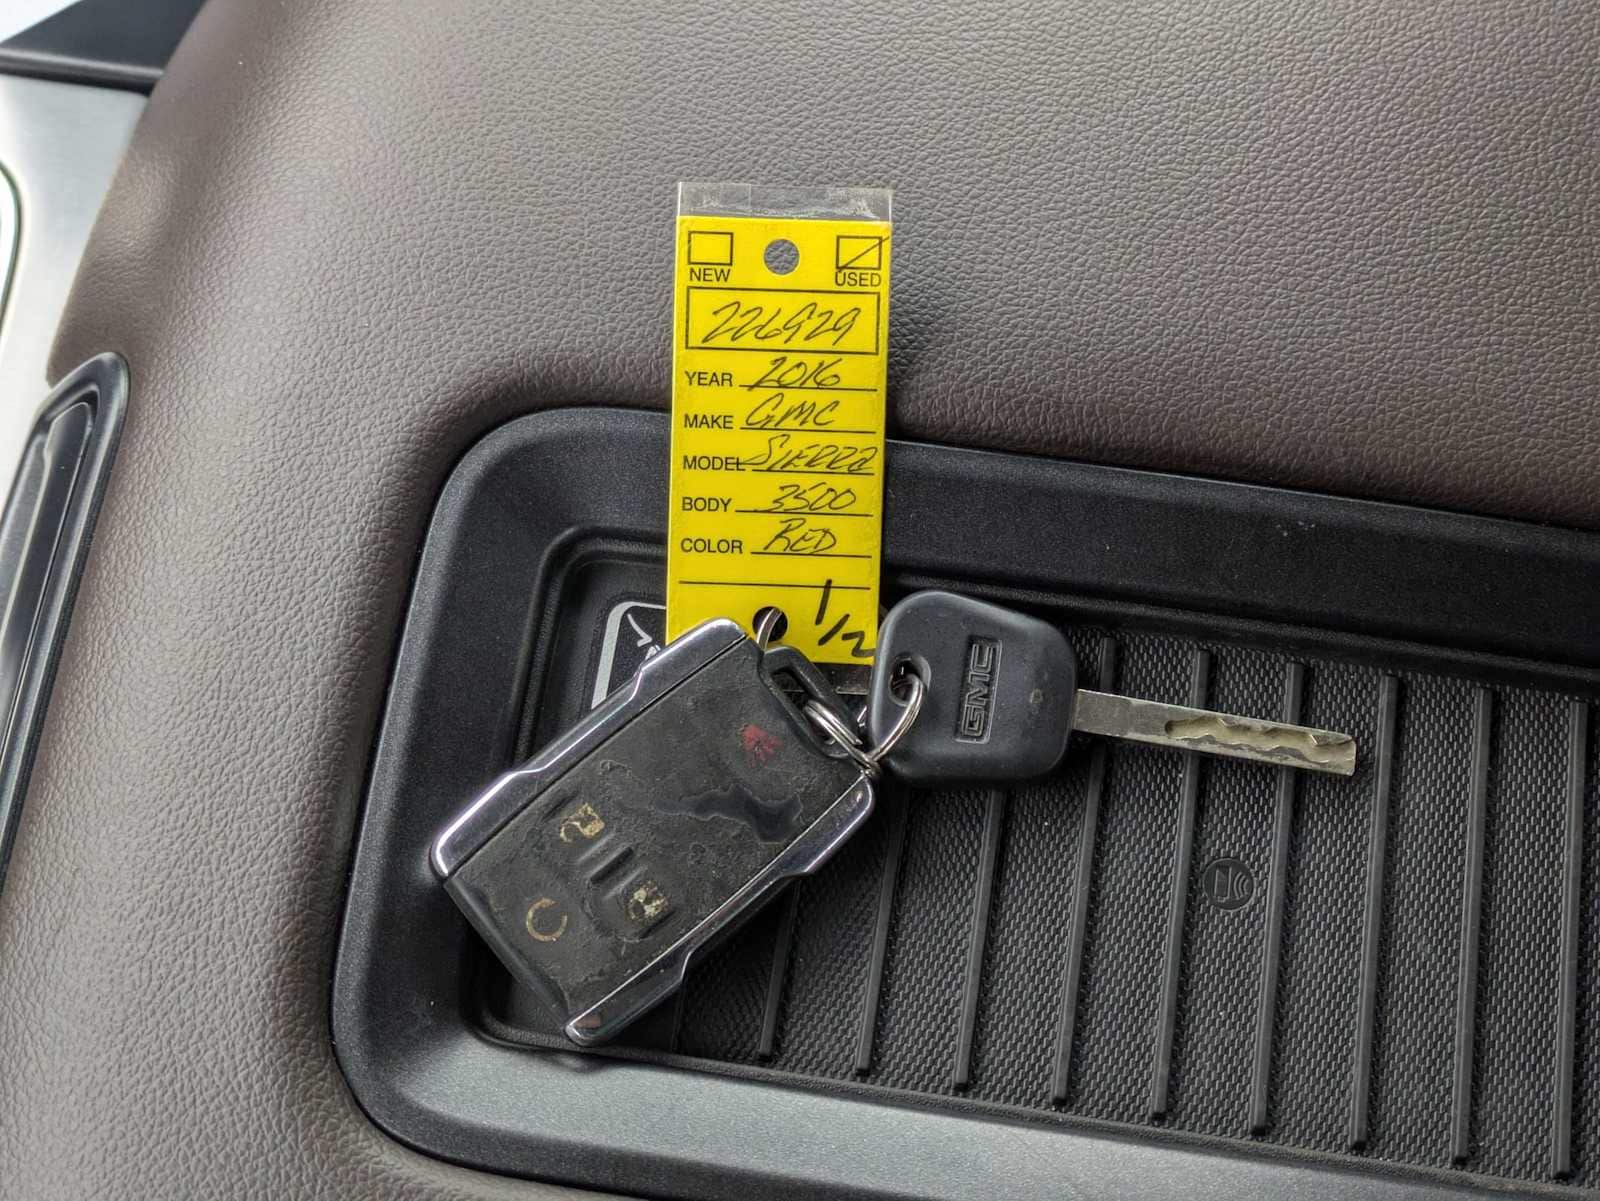 NEW USED
226929
YEAR 2016
MAKE GMC
MODEL SIERRA
BODY 3500
COLOR RED
1/2
GMC